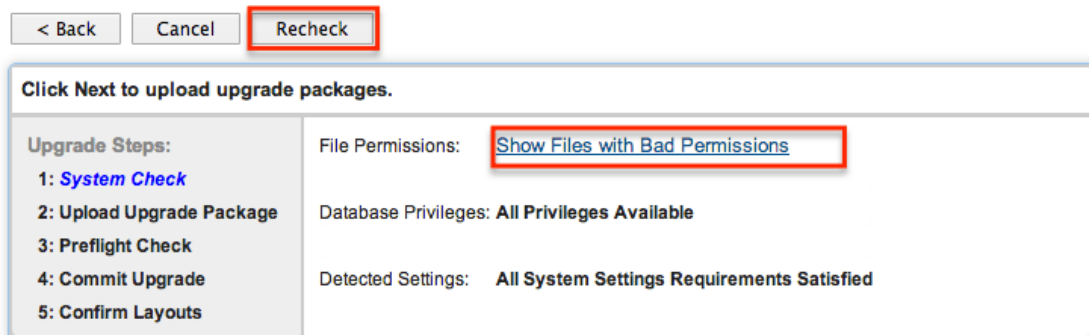 < Back Cancel Recheck
Click Next to upload upgrade packages.
Upgrade Steps:
1: System Check
2: Upload Upgrade Package
3: Preflight Check
4: Commit Upgrade
5: Confirm Layouts
File Permissions: Show Files with Bad Permissions
Database Privileges: All Privileges Available
Detected Settings: All System Settings Requirements Satisfied